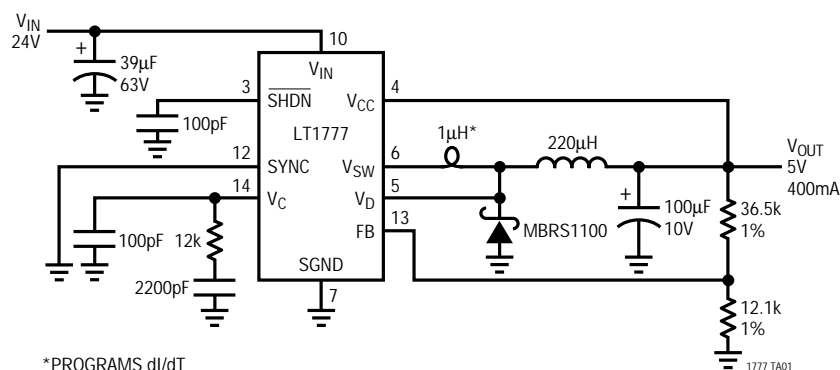 VIN
24V
+
39μF
63V
10
VIN
3
SHDN
100pF
VCC
4
LT1777
12
SYNC
VSW
6
1μH*
220μH
VOUT
5V
400mA
14
VC
VD
5
+
100μF
10V
36.5k
1%
FB
13
MBRS1100
100pF
12k
2200pF
SGND
7
12.1k
1%
*PROGRAMS dI/dT
1777 TA01